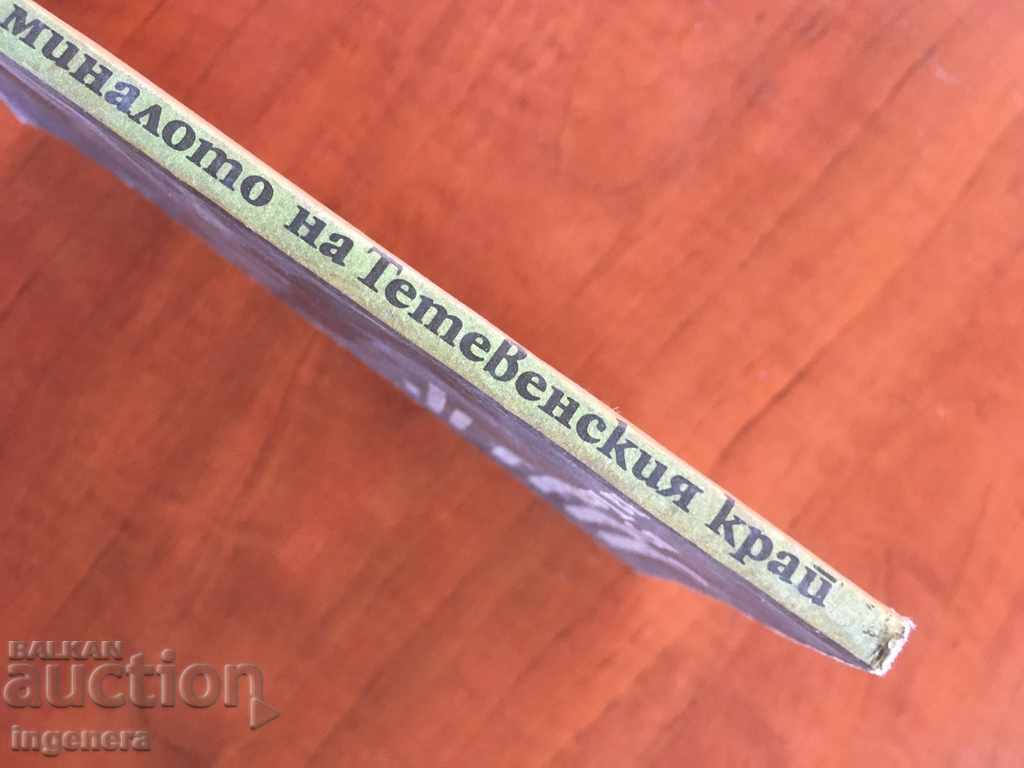 миналото на Тетевенския край
BALKAN
auction
ingenera